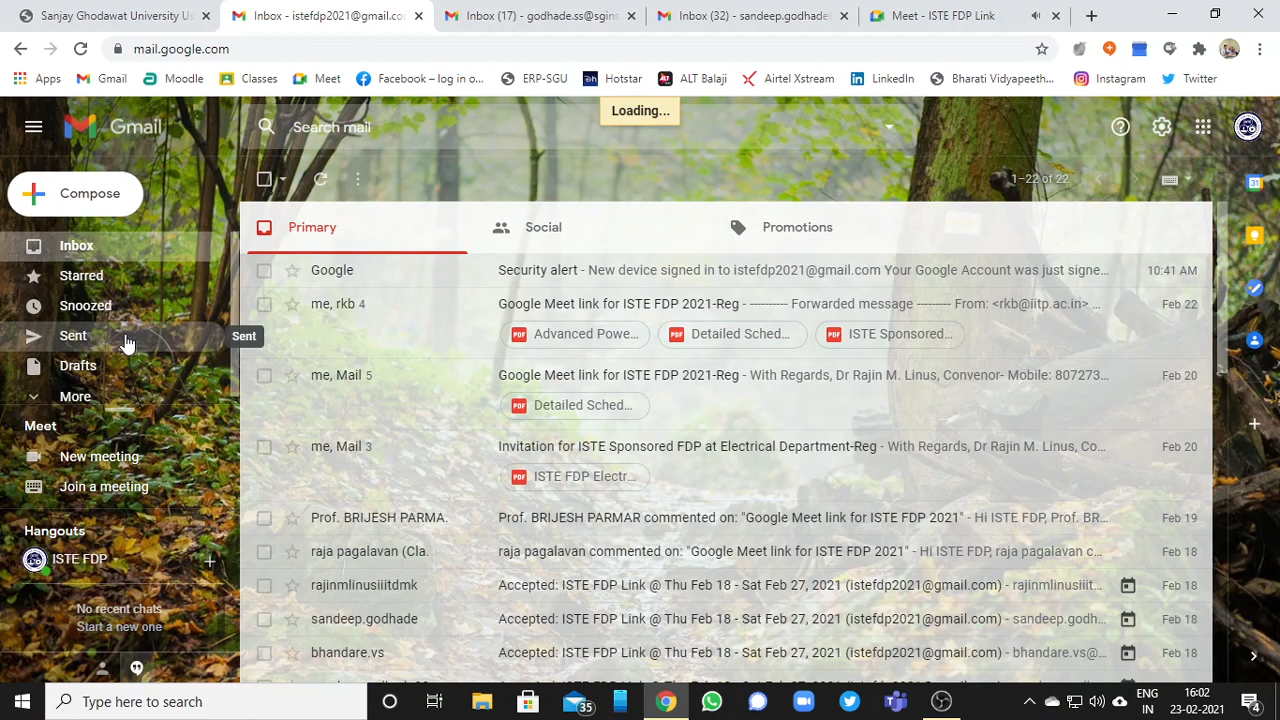 Sanjay Ghodawat University Us
Inbox - istefdp2021@gmail.co
Inbox (17) - godhade.ss@sgins
Inbox (32) - sandeep.godhade
Meet - ISTE FDP Link
mail.google.com
Apps
Gmail
Moodle
Classes
Meet
Facebook – log in o...
ERP-SGU
Hotstar
ALT Balaji
Airtel Xstream
LinkedIn
Bharati Vidyapeeth...
Instagram
Twitter
Gmail
Search mail
Loading...
Compose
1–22 of 22
Inbox
Starred
Snoozed
Sent
Sent
Drafts
More
Meet
New meeting
Join a meeting
Hangouts
ISTE FDP
No recent chats
Start a new one
Primary
Social
Promotions
Google Security alert - New device signed in to istefdp2021@gmail.com Your Google Account was just signe... 10:41 AM
me, rkb 4 Google Meet link for ISTE FDP 2021-Reg - ---------- Forwarded message --------- From: <rkb@iitp.ac.in> ... Feb 22
PDF Advanced Powe...
PDF Detailed Sched...
PDF ISTE Sponsored...
me, Mail 5 Google Meet link for ISTE FDP 2021-Reg - With Regards, Dr Rajin M. Linus, Convenor- Mobile: 807273... Feb 20
PDF Detailed Sched...
me, Mail 3 Invitation for ISTE Sponsored FDP at Electrical Department-Reg - With Regards, Dr Rajin M. Linus, Co... Feb 20
PDF ISTE FDP Electr...
Prof. BRIJESH PARMA. Prof. BRIJESH PARMAR commented on: "Google Meet link for ISTE FDP 2021" - Hi ISTE FDP, Prof. BR... Feb 19
raja pagalavan (Cla. raja pagalavan commented on: "Google Meet link for ISTE FDP 2021" - Hi ISTE FDP, raja pagalavan c... Feb 18
rajinmlinusiiitdmk Accepted: ISTE FDP Link @ Thu Feb 18 - Sat Feb 27, 2021 (istefdp2021@gmail.com) - rajinmlinusiiit... Feb 18
sandeep.godhade Accepted: ISTE FDP Link @ Thu Feb 18 - Sat Feb 27, 2021 (istefdp2021@gmail.com) - sandeep.godh... Feb 18
bhandare.vs Accepted: ISTE FDP Link @ Thu Feb 18 - Sat Feb 27, 2021 (istefdp2021@gmail.com) - bhandare.vs@... Feb 18
Type here to search
35
ENG
IN
16:02
23-02-2021
4